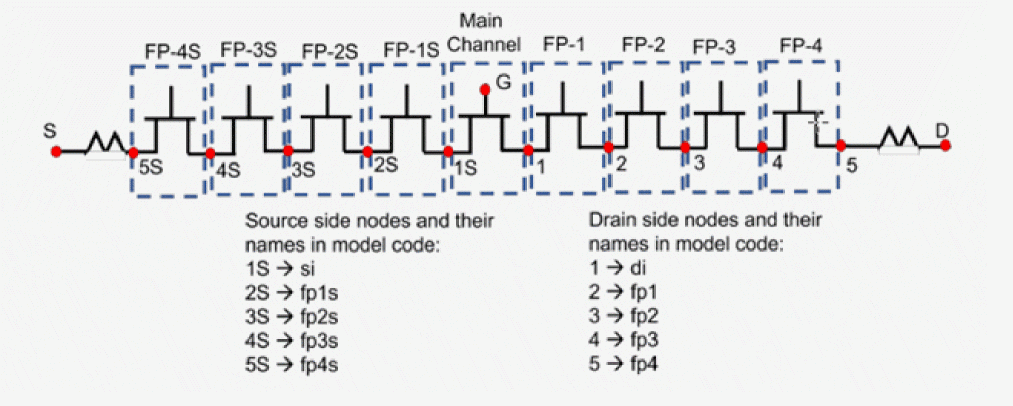 Main
FP-4S FP-3S FP-2S FP-1S Channel FP-1 FP-2 FP-3 FP-4
G
S D
5S 4S 3S 2S 1S 1 2 3 4 5
Source side nodes and their
names in model code:
1S → si
2S → fp1s
3S → fp2s
4S → fp3s
5S → fp4s
Drain side nodes and their
names in model code:
1 → di
2 → fp1
3 → fp2
4 → fp3
5 → fp4